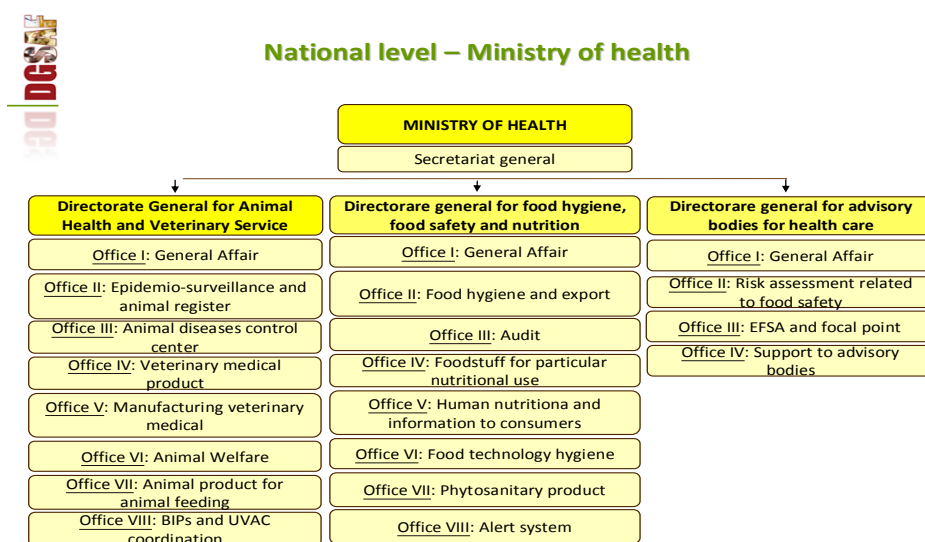 DGSAF
National level – Ministry of health
MINISTRY OF HEALTH
Secretariat general
Directorate General for Animal
Health and Veterinary Service
Office I: General Affair
Office II: Epidemio-surveillance and
animal register
Office III: Animal diseases control
center
Office IV: Veterinary medical
product
Office V: Manufacturing veterinary
medical
Office VI: Animal Welfare
Office VII: Animal product for
animal feeding
Office VIII: BIPs and UVAC
coordination
Directorare general for food hygiene,
food safety and nutrition
Office I: General Affair
Office II: Food hygiene and export
Office III: Audit
Office IV: Foodstuff for particular
nutritional use
Office V: Human nutritiona and
information to consumers
Office VI: Food technology hygiene
Office VII: Phytosanitary product
Office VIII: Alert system
Directorare general for advisory
bodies for health care
Office I: General Affair
Office II: Risk assessment related
to food safety
Office III: EFSA and focal point
Office IV: Support to advisory
bodies